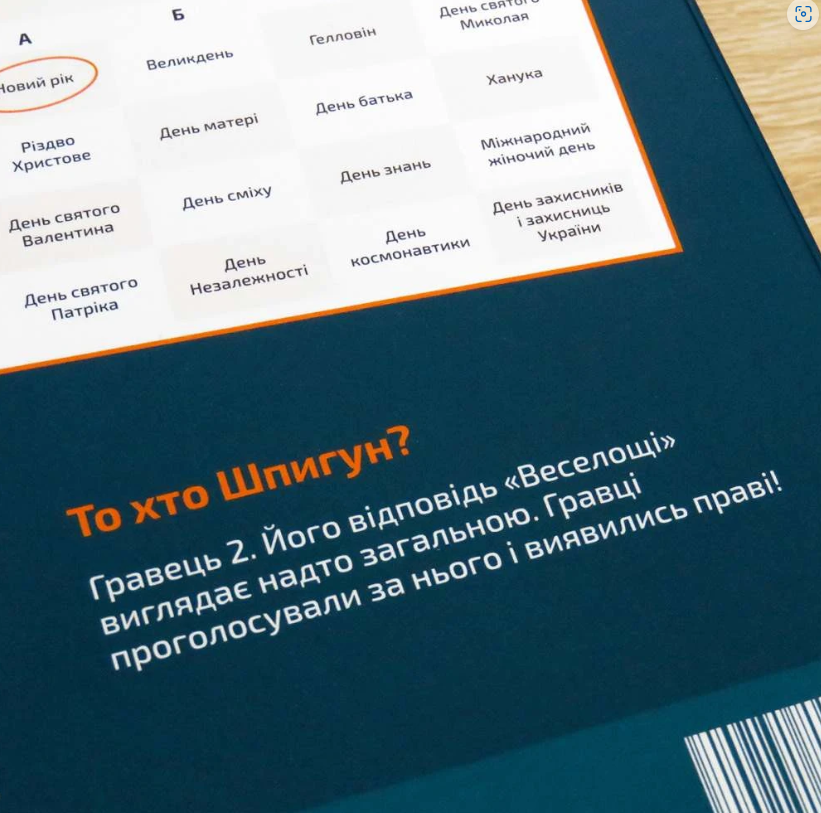 А
Б
Новий рік
Великдень
Гелловін
День святого
Миколая
Різдво
Христове
День матері
День батька
Ханука
День святого
Валентина
День сміху
День знань
Міжнародний
жіночий день
День святого
Патріка
День
Незалежності
День
космонавтики
День захисників
і захисниць
України
То хто Шпигун?
Гравець 2. Його відповідь «Веселощі»
виглядає надто загальною. Гравці
проголосували за нього і виявились праві!